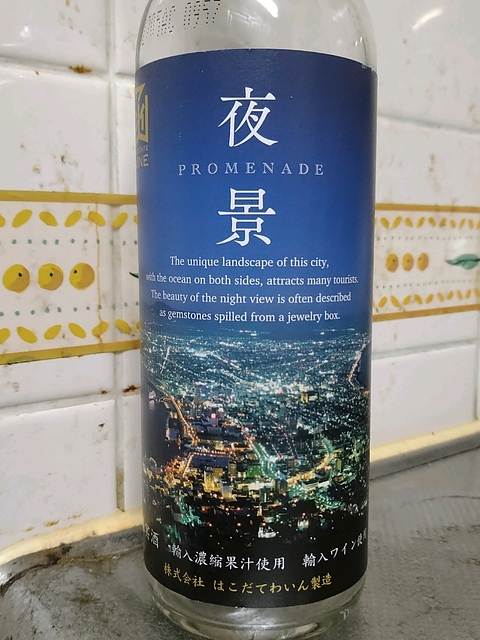 夜
PROMENADE
景
The unique landscape of this city,
with the ocean on both sides, attracts many tourists.
The beauty of the night view is often described
as gemstones spilled from a jewelry box.
輸入濃縮果汁使用 輸入ワイン使
株式会社 はこだてわいん製造